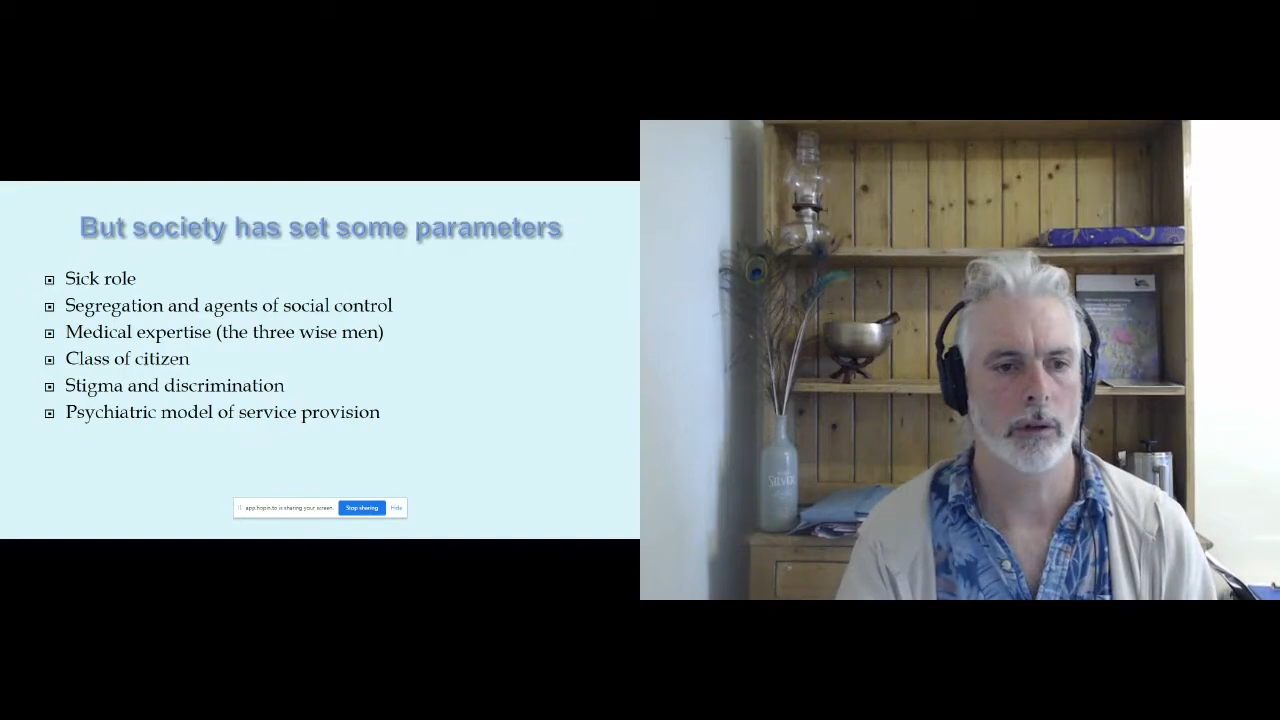 But society has set some parameters
Sick role
Segregation and agents of social control
Medical expertise (the three wise men)
Class of citizen
Stigma and discrimination
Psychiatric model of service provision
app.hopin.to is sharing your screen.
Stop sharing
Hide
SILVER